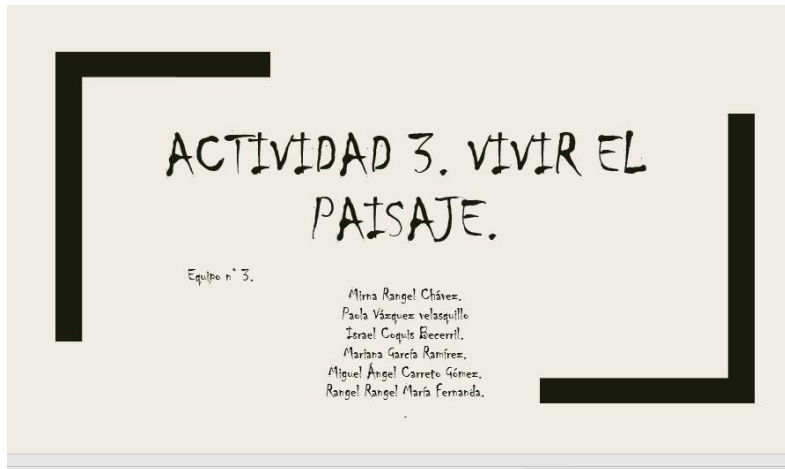 ACTIVIDAD 3. VIVIR EL
PAISAJE.
Equipo n° 3.
Mirna Rangel Chávez.
Paola Vázquez velasquillo
Israel Coquis Becerril.
Mariana García Ramírez.
Miguel Ángel Carreto Gómez.
Rangel Rangel María Fernanda.
.